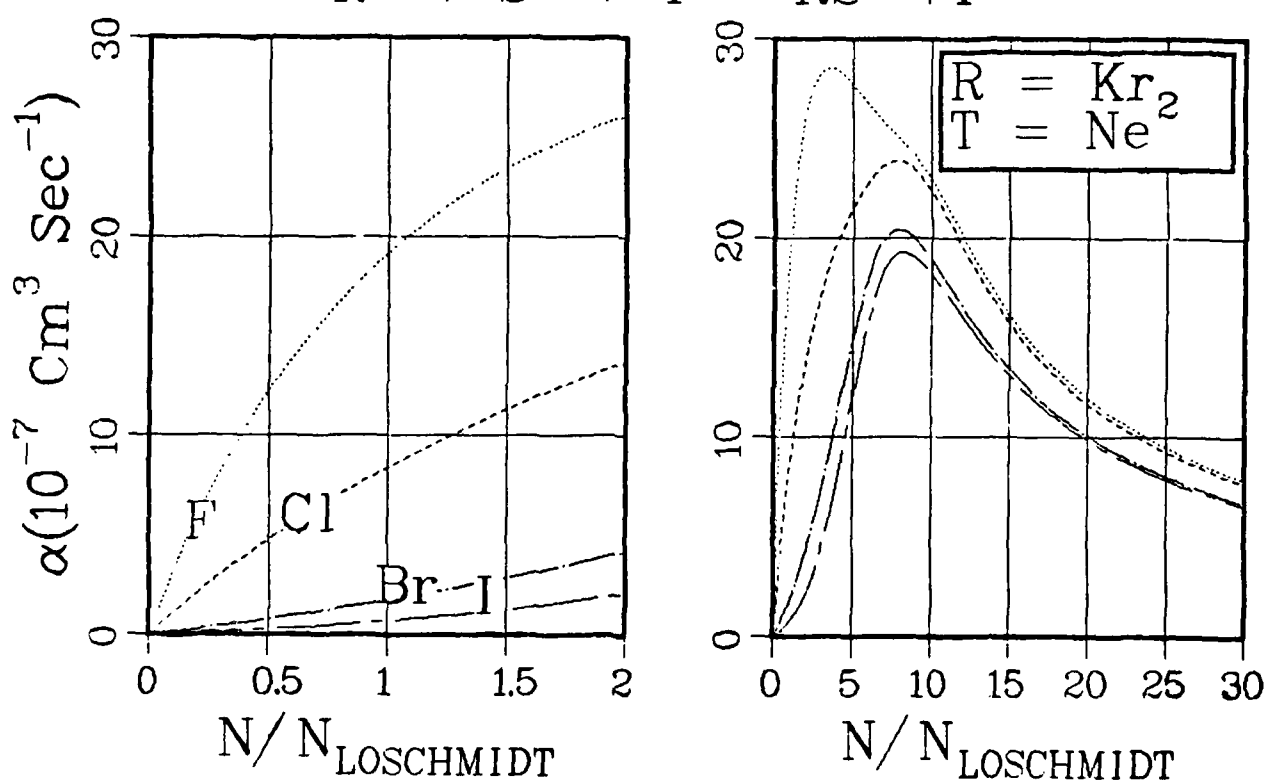 30
20
10
0
α(10⁻⁷ Cm³ Sec⁻¹)
F
Cl
Br
I
0 0.5 1 1.5 2
N/N_LOSCHMIDT
30
20
10
0
R = Kr₂
T = Ne
0 5 10 15 20 25 30
N/N_LOSCHMIDT